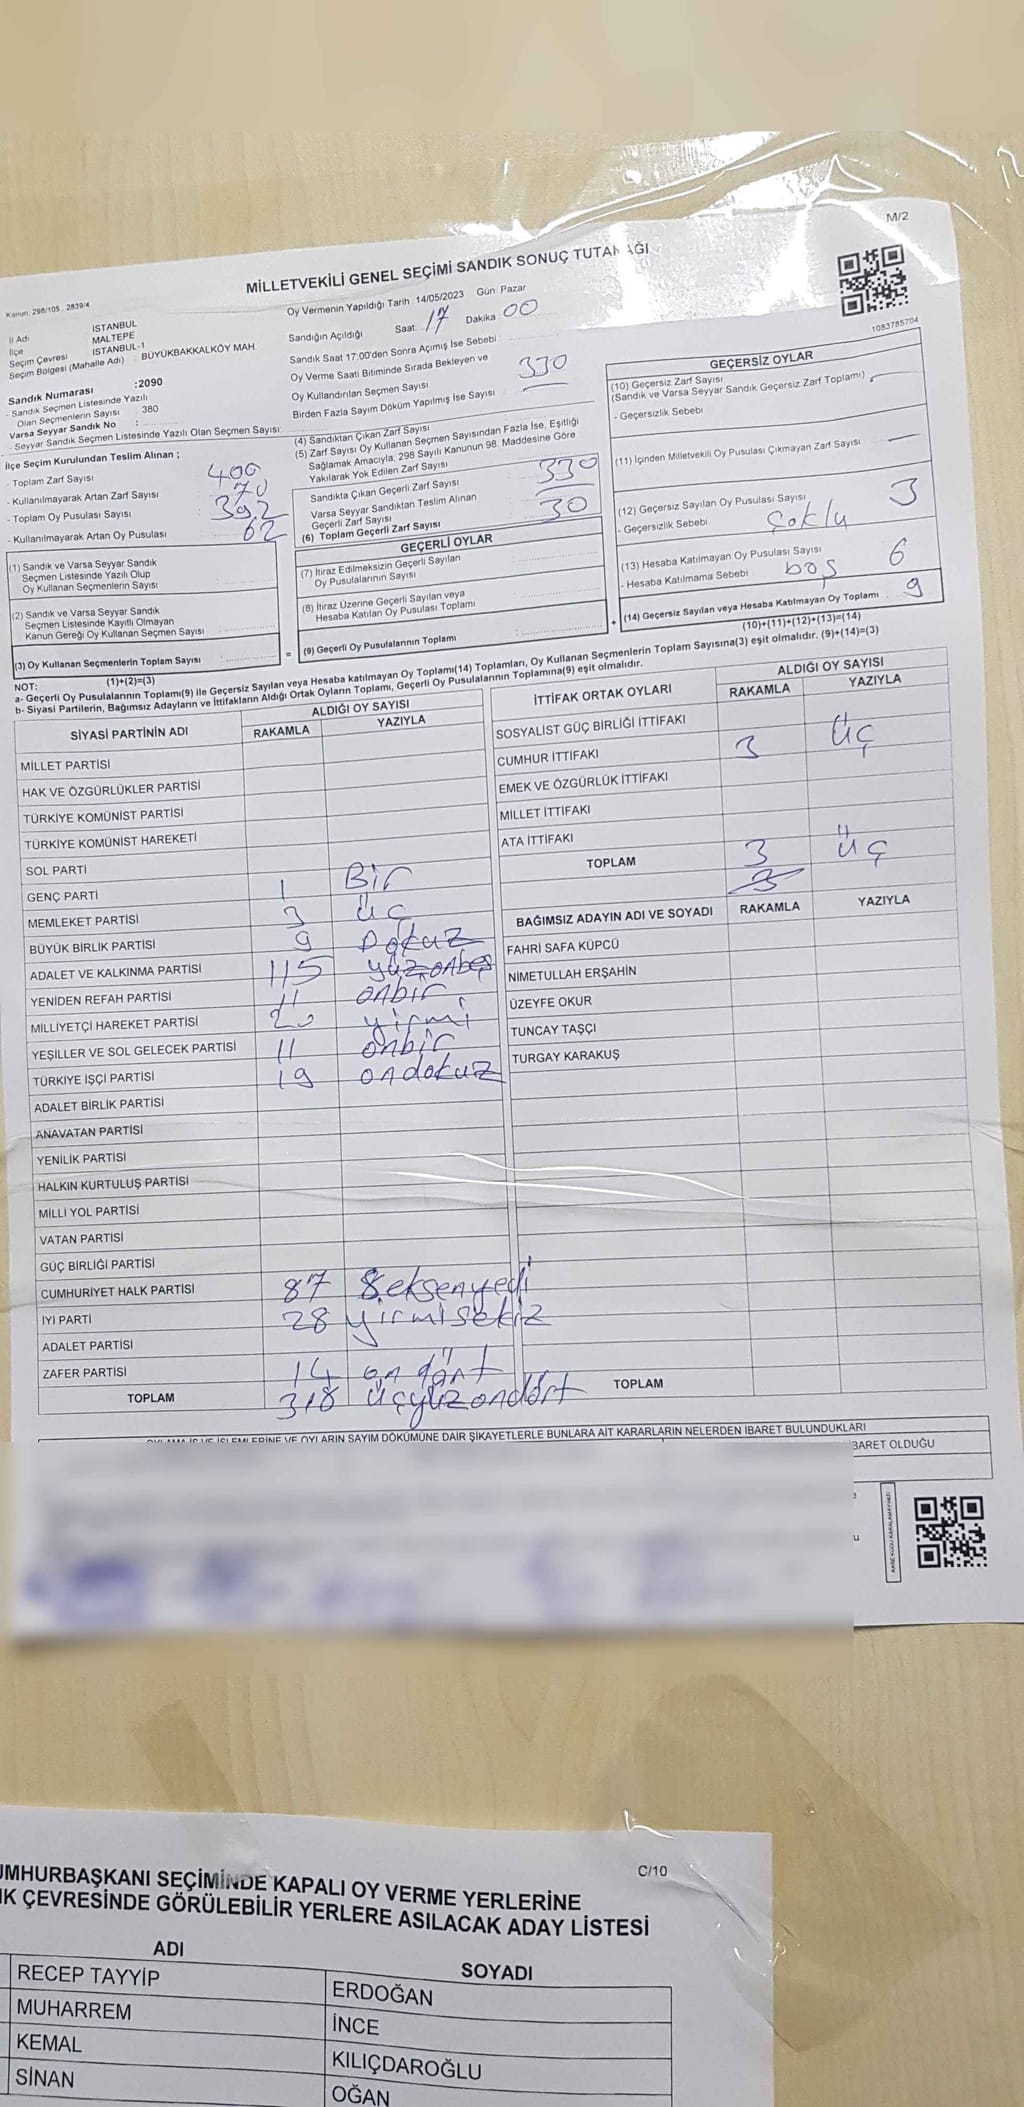 M/2
MİLLETVEKİLİ GENEL SEÇİMİ SANDIK SONUÇ TUTANAĞI
1083785704
Kanun, 298/105 , 2839/4
İl Adı İSTANBUL
İlçe MALTEPE
Seçim Çevresi İSTANBUL-1
Seçim Bölgesi (Mahalle Adı) : BÜYÜKBAKKALKÖY MAH.
Sandık Numarası :2090
- Sandık Seçmen Listesinde Yazılı
Olan Seçmenlerin Sayısı : 380
Varsa Seyyar Sandık No :
- Seyyar Sandık Seçmen Listesinde Yazılı Olan Seçmen Sayısı:
İlçe Seçim Kurulundan Teslim Alınan ;
- Toplam Zarf Sayısı : 400
- Kullanılmayarak Artan Zarf Sayısı : 70
- Toplam Oy Pusulası Sayısı : 392
- Kullanılmayarak Artan Oy Pusulası : 62
(1) Sandık ve Varsa Seyyar Sandık
Seçmen Listesinde Yazılı Olup
Oy Kullanan Seçmenlerin Sayısı
(2) Sandık ve Varsa Seyyar Sandık
Seçmen Listesinde Kayıtlı Olmayan
Kanun Gereği Oy Kullanan Seçmen Sayısı
(3) Oy Kullanan Seçmenlerin Toplam Sayısı :
(1)+(2)=(3)
Oy Vermenin Yapıldığı Tarih :14/05/2023 Gün: Pazar
Sandığın Açıldığı Saat: 17 Dakika : 00
Sandık Saat 17:00'den Sonra Açımış İse Sebebi :
Oy Verme Saati Bitiminde Sırada Bekleyen ve
Oy Kullandırılan Seçmen Sayısı : 330
Birden Fazla Sayım Döküm Yapılmış İse Sayısı :
(4) Sandıktan Çıkan Zarf Sayısı
(5) Zarf Sayısı Oy Kullanan Seçmen Sayısından Fazla İse, Eşitliği
Sağlamak Amacıyla; 298 Sayılı Kanunun 98. Maddesine Göre
Yakılarak Yok Edilen Zarf Sayısı
Sandıkta Çıkan Geçerli Zarf Sayısı 330
Varsa Seyyar Sandıktan Teslim Alınan
Geçerli Zarf Sayısı
(6) Toplam Geçerli Zarf Sayısı 30
GEÇERLİ OYLAR
(7) İtiraz Edilmeksizin Geçerli Sayılan
Oy Pusulalarının Sayısı
(8) İtiraz Üzerine Geçerli Sayılan veya
Hesaba Katılan Oy Pusulası Toplamı
= (9) Geçerli Oy Pusulalarının Toplamı :
GEÇERSİZ OYLAR
(10) Geçersiz Zarf Sayısı
(Sandık ve Varsa Seyyar Sandık Geçersiz Zarf Toplamı)
- Geçersizlik Sebebi
(11) İçinden Milletvekili Oy Pusulası Çıkmayan Zarf Sayısı —
(12) Geçersiz Sayılan Oy Pusulası Sayısı 3
- Geçersizlik Sebebi çoklu
(13) Hesaba Katılmayan Oy Pusulası Sayısı 6
- Hesaba Katılmama Sebebi boş
+ (14) Geçersiz Sayılan veya Hesaba Katılmayan Oy Toplamı : 9
(10)+(11)+(12)+(13)=(14)
NOT:
a- Geçerli Oy Pusulalarının Toplamı(9) ile Geçersiz Sayılan veya Hesaba katılmayan Oy Toplamı(14) Toplamları, Oy Kullanan Seçmenlerin Toplam Sayısına(3) eşit olmalıdır. (9)+(14)=(3)
b- Siyasi Partilerin, Bağımsız Adayların ve İttifakların Aldığı Ortak Oyların Toplamı, Geçerli Oy Pusulalarının Toplamına(9) eşit olmalıdır.
SİYASİ PARTİNİN ADI ALDIĞI OY SAYISI
RAKAMLA YAZIYLA
MİLLET PARTİSİ
HAK VE ÖZGÜRLÜKLER PARTİSİ
TÜRKİYE KOMÜNİST PARTİSİ
TÜRKİYE KOMÜNİST HAREKETİ
SOL PARTİ
GENÇ PARTİ 1 Bir
MEMLEKET PARTİSİ 3 üç
BÜYÜK BİRLİK PARTİSİ 9 Dokuz
ADALET VE KALKINMA PARTİSİ 115 yüzonbeş
YENİDEN REFAH PARTİSİ 11 onbir
MİLLİYETÇİ HAREKET PARTİSİ 20 yirmi
YEŞİLLER VE SOL GELECEK PARTİSİ 11 onbir
TÜRKİYE İŞÇİ PARTİSİ 19 ondokuz
ADALET BİRLİK PARTİSİ
ANAVATAN PARTİSİ
YENİLİK PARTİSİ
HALKIN KURTULUŞ PARTİSİ
MİLLİ YOL PARTİSİ
VATAN PARTİSİ
GÜÇ BİRLİĞİ PARTİSİ
CUMHURİYET HALK PARTİSİ 87 Seksenyedi
İYİ PARTİ 28 yirmisekiz
ADALET PARTİSİ
ZAFER PARTİSİ 14 on dört
TOPLAM 318 üçyüzondört
İTTİFAK ORTAK OYLARI ALDIĞI OY SAYISI
RAKAMLA YAZIYLA
SOSYALİST GÜÇ BİRLİĞİ İTTİFAKI
CUMHUR İTTİFAKI 3 üç
EMEK VE ÖZGÜRLÜK İTTİFAKI
MİLLET İTTİFAKI
ATA İTTİFAKI
TOPLAM 3 üç
3
BAĞIMSIZ ADAYIN ADI VE SOYADI RAKAMLA YAZIYLA
FAHRİ SAFA KÜPCÜ
NİMETULLAH ERŞAHİN
ÜZEYFE OKUR
TUNCAY TAŞÇI
TURGAY KARAKUŞ
TOPLAM
OYLAMA İŞ VE İŞLEMLERİNE VE OYLARIN SAYIM DÖKÜMÜNE DAİR ŞİKAYETLERLE BUNLARA AİT KARARLARIN NELERDEN İBARET BULUNDUKLARI
BARET OLDUĞU
C/10
UMHURBAŞKANI SEÇİMİNDE KAPALI OY VERME YERLERİNE
IK ÇEVRESİNDE GÖRÜLEBİLİR YERLERE ASILACAK ADAY LİSTESİ
ADI SOYADI
RECEP TAYYİP ERDOĞAN
MUHARREM İNCE
KEMAL KILIÇDAROĞLU
SİNAN OĞAN